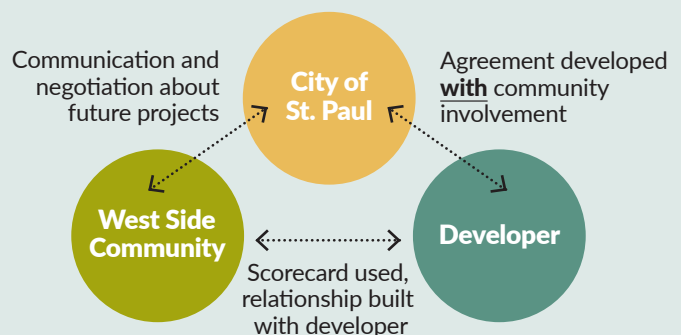 Communication and
negotiation about
future projects
City of
St. Paul
Agreement developed
with community
involvement
West Side
Community
Developer
Scorecard used,
relationship built
with developer